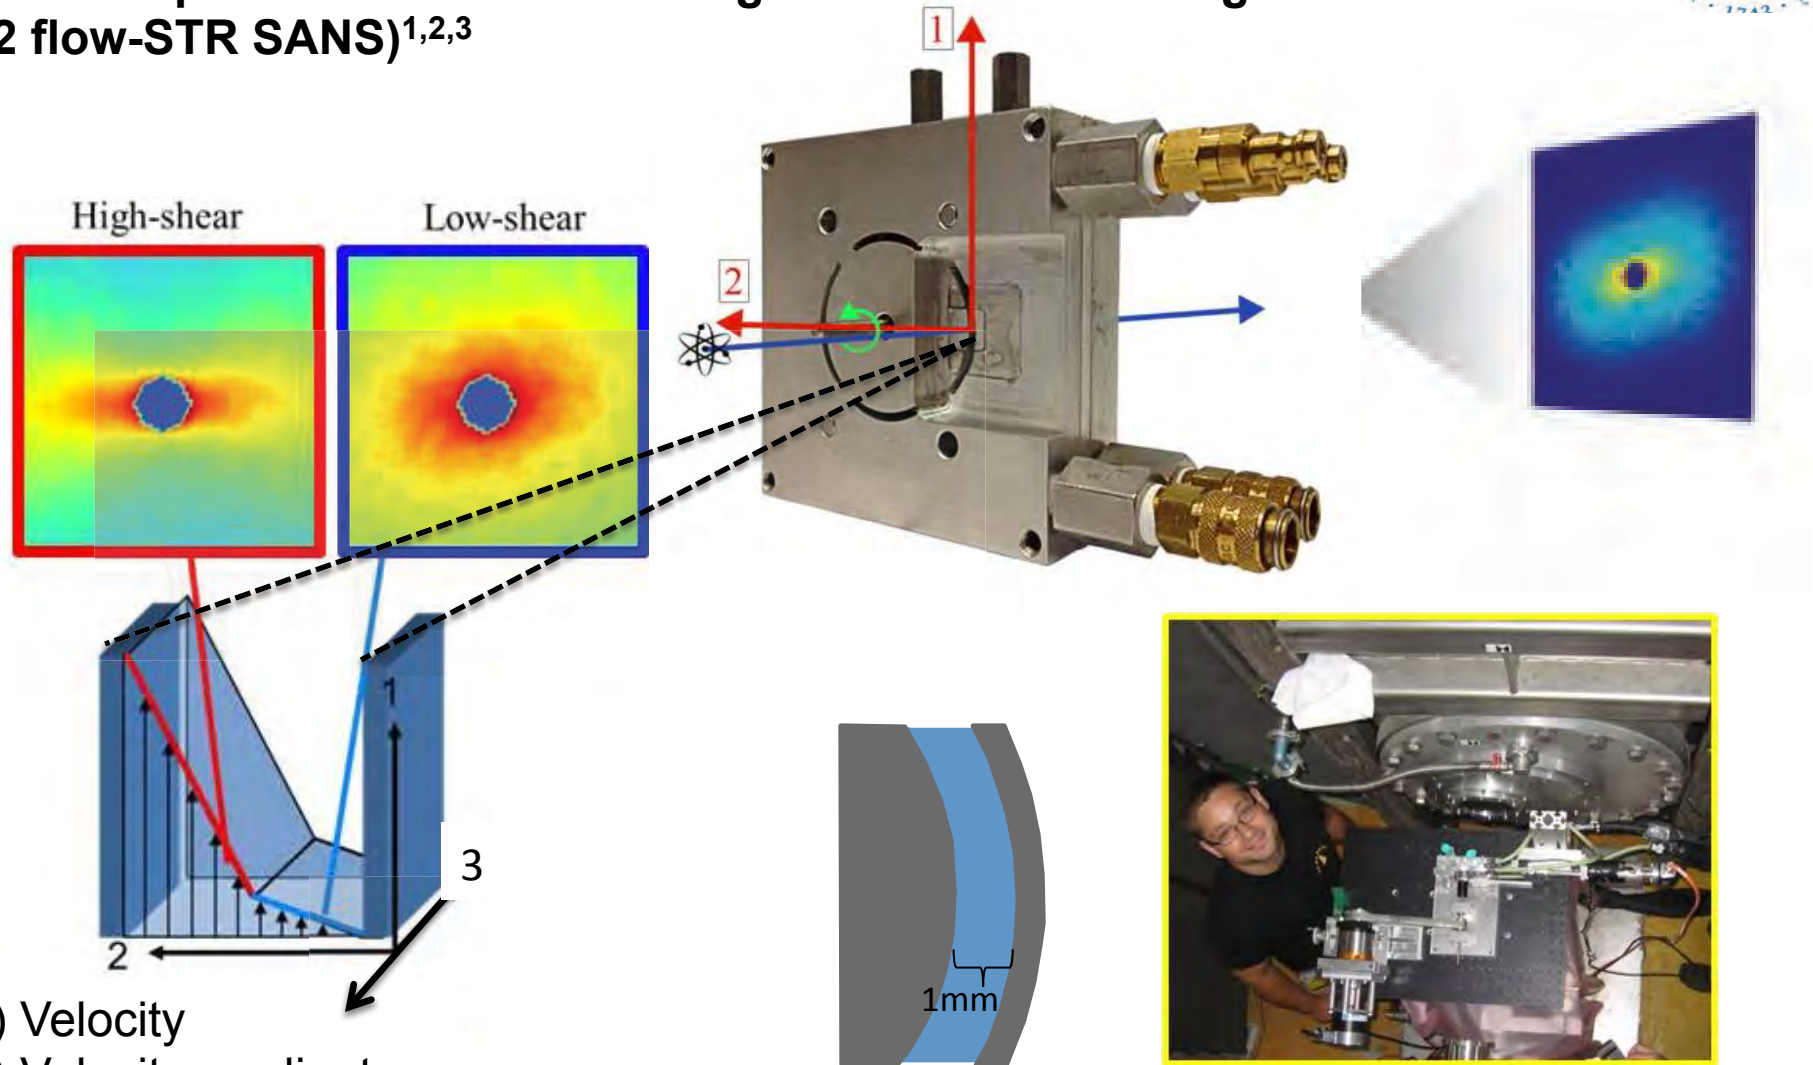 2 flow-STR SANS)1,2,3
1
High-shear
Low-shear
2
1
3
2
1mm
) Velocity